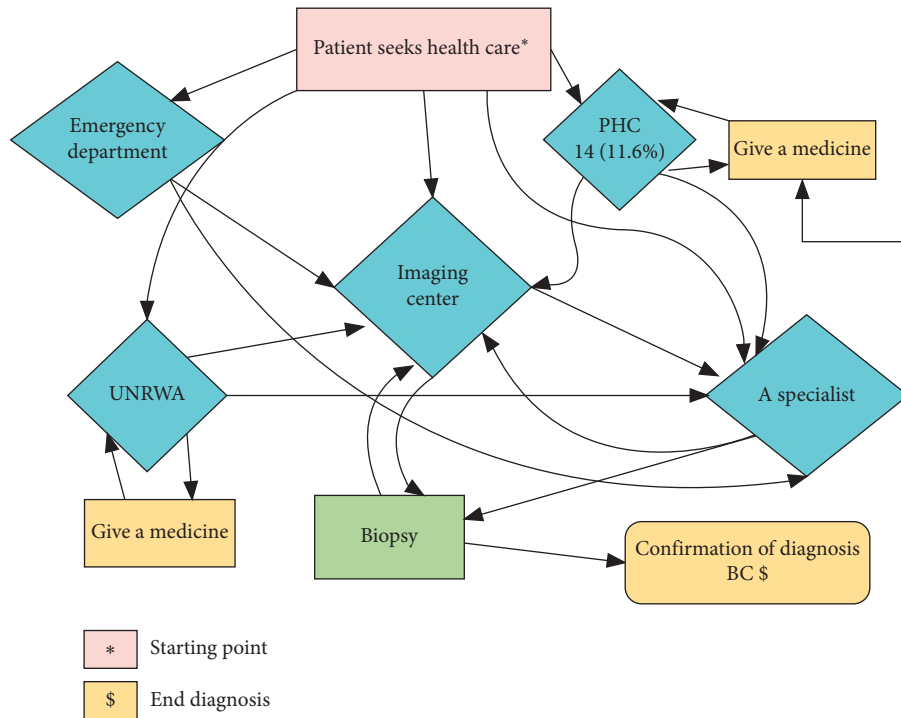 Patient seeks health care*
Emergency
department
PHC
14 (11.6%)
Give a medicine
Imaging
center
UNRWA
A specialist
Give a medicine
Biopsy
Confirmation of diagnosis
BC $
* Starting point
$ End diagnosis